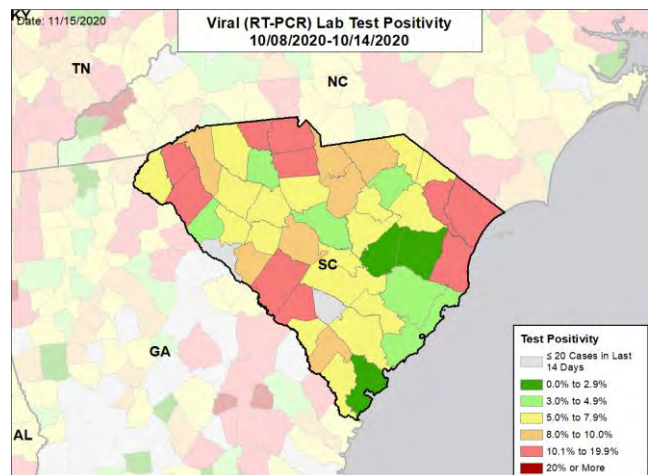 KY
Date: 11/15/2020
Viral (RT-PCR) Lab Test Positivity
10/08/2020-10/14/2020
TN
NC
SC
GA
AL
Test Positivity
≤ 20 Cases in Last
14 Days
0.0% to 2.9%
3.0% to 4.9%
5.0% to 7.9%
8.0% to 10.0%
10.1% to 19.9%
20% or More